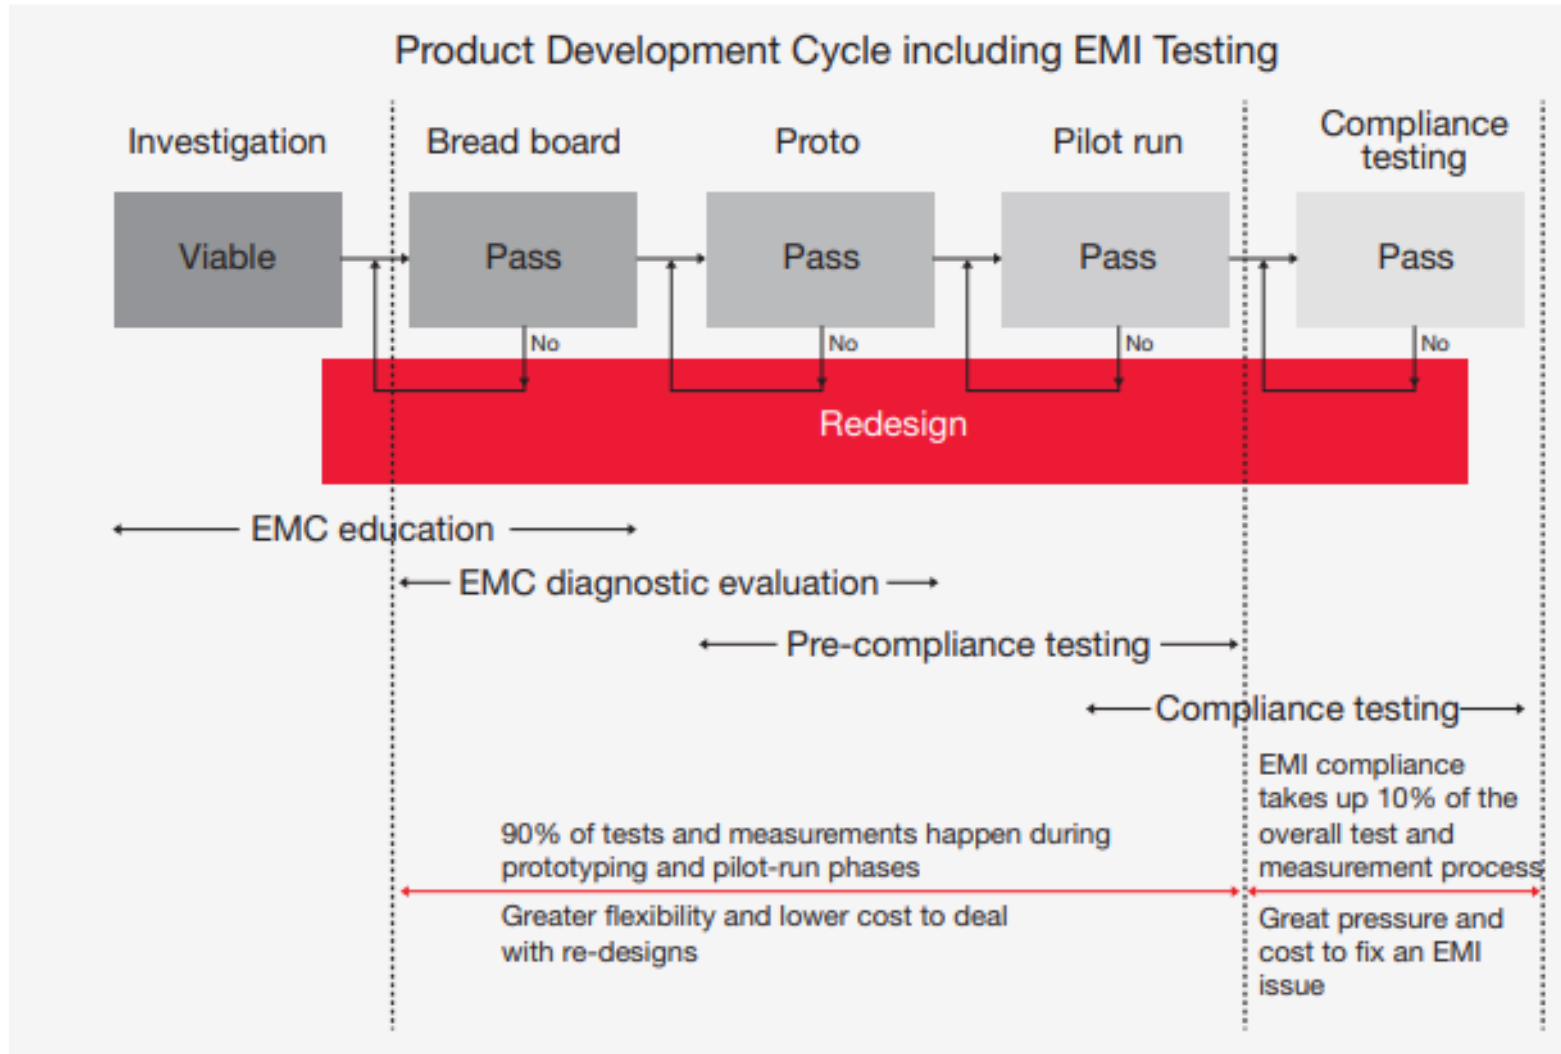 Product Development Cycle including EMI Testing
Investigation
Bread board
Proto
Pilot run
Compliance
testing
Viable
Pass
Pass
Pass
Pass
No
No
No
No
Redesign
EMC education
EMC diagnostic evaluation
Pre-compliance testing
Compliance testing
90% of tests and measurements happen during
prototyping and pilot-run phases
Greater flexibility and lower cost to deal
with re-designs
EMI compliance
takes up 10% of the
overall test and
measurement process
Great pressure and
cost to fix an EMI
issue